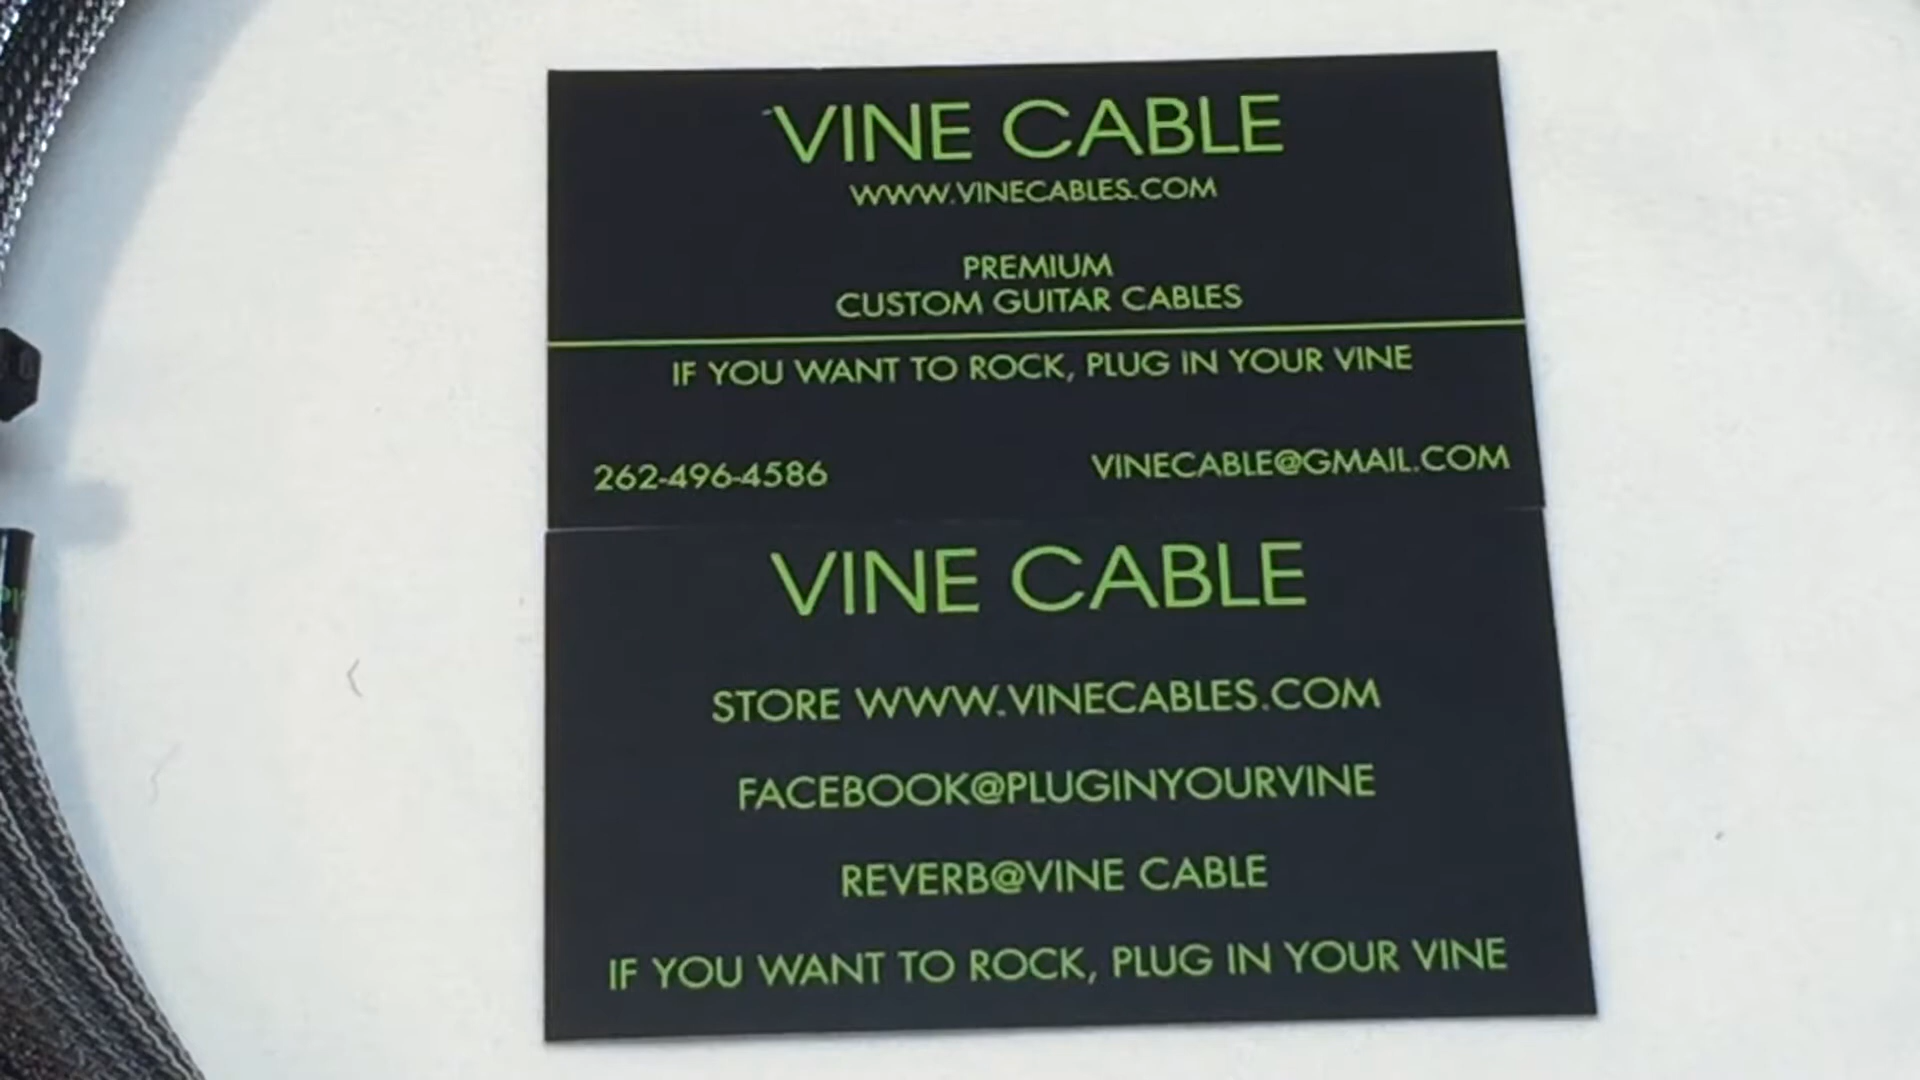 VINE CABLE
WWW.VINECABLES.COM
PREMIUM
CUSTOM GUITAR CABLES
IF YOU WANT TO ROCK, PLUG IN YOUR VINE
262-496-4586
VINECABLE@GMAIL.COM
VINE CABLE
STORE WWW.VINECABLES.COM
FACEBOOK@PLUGINYOURVINE
REVERB@VINE CABLE
IF YOU WANT TO ROCK, PLUG IN YOUR VINE